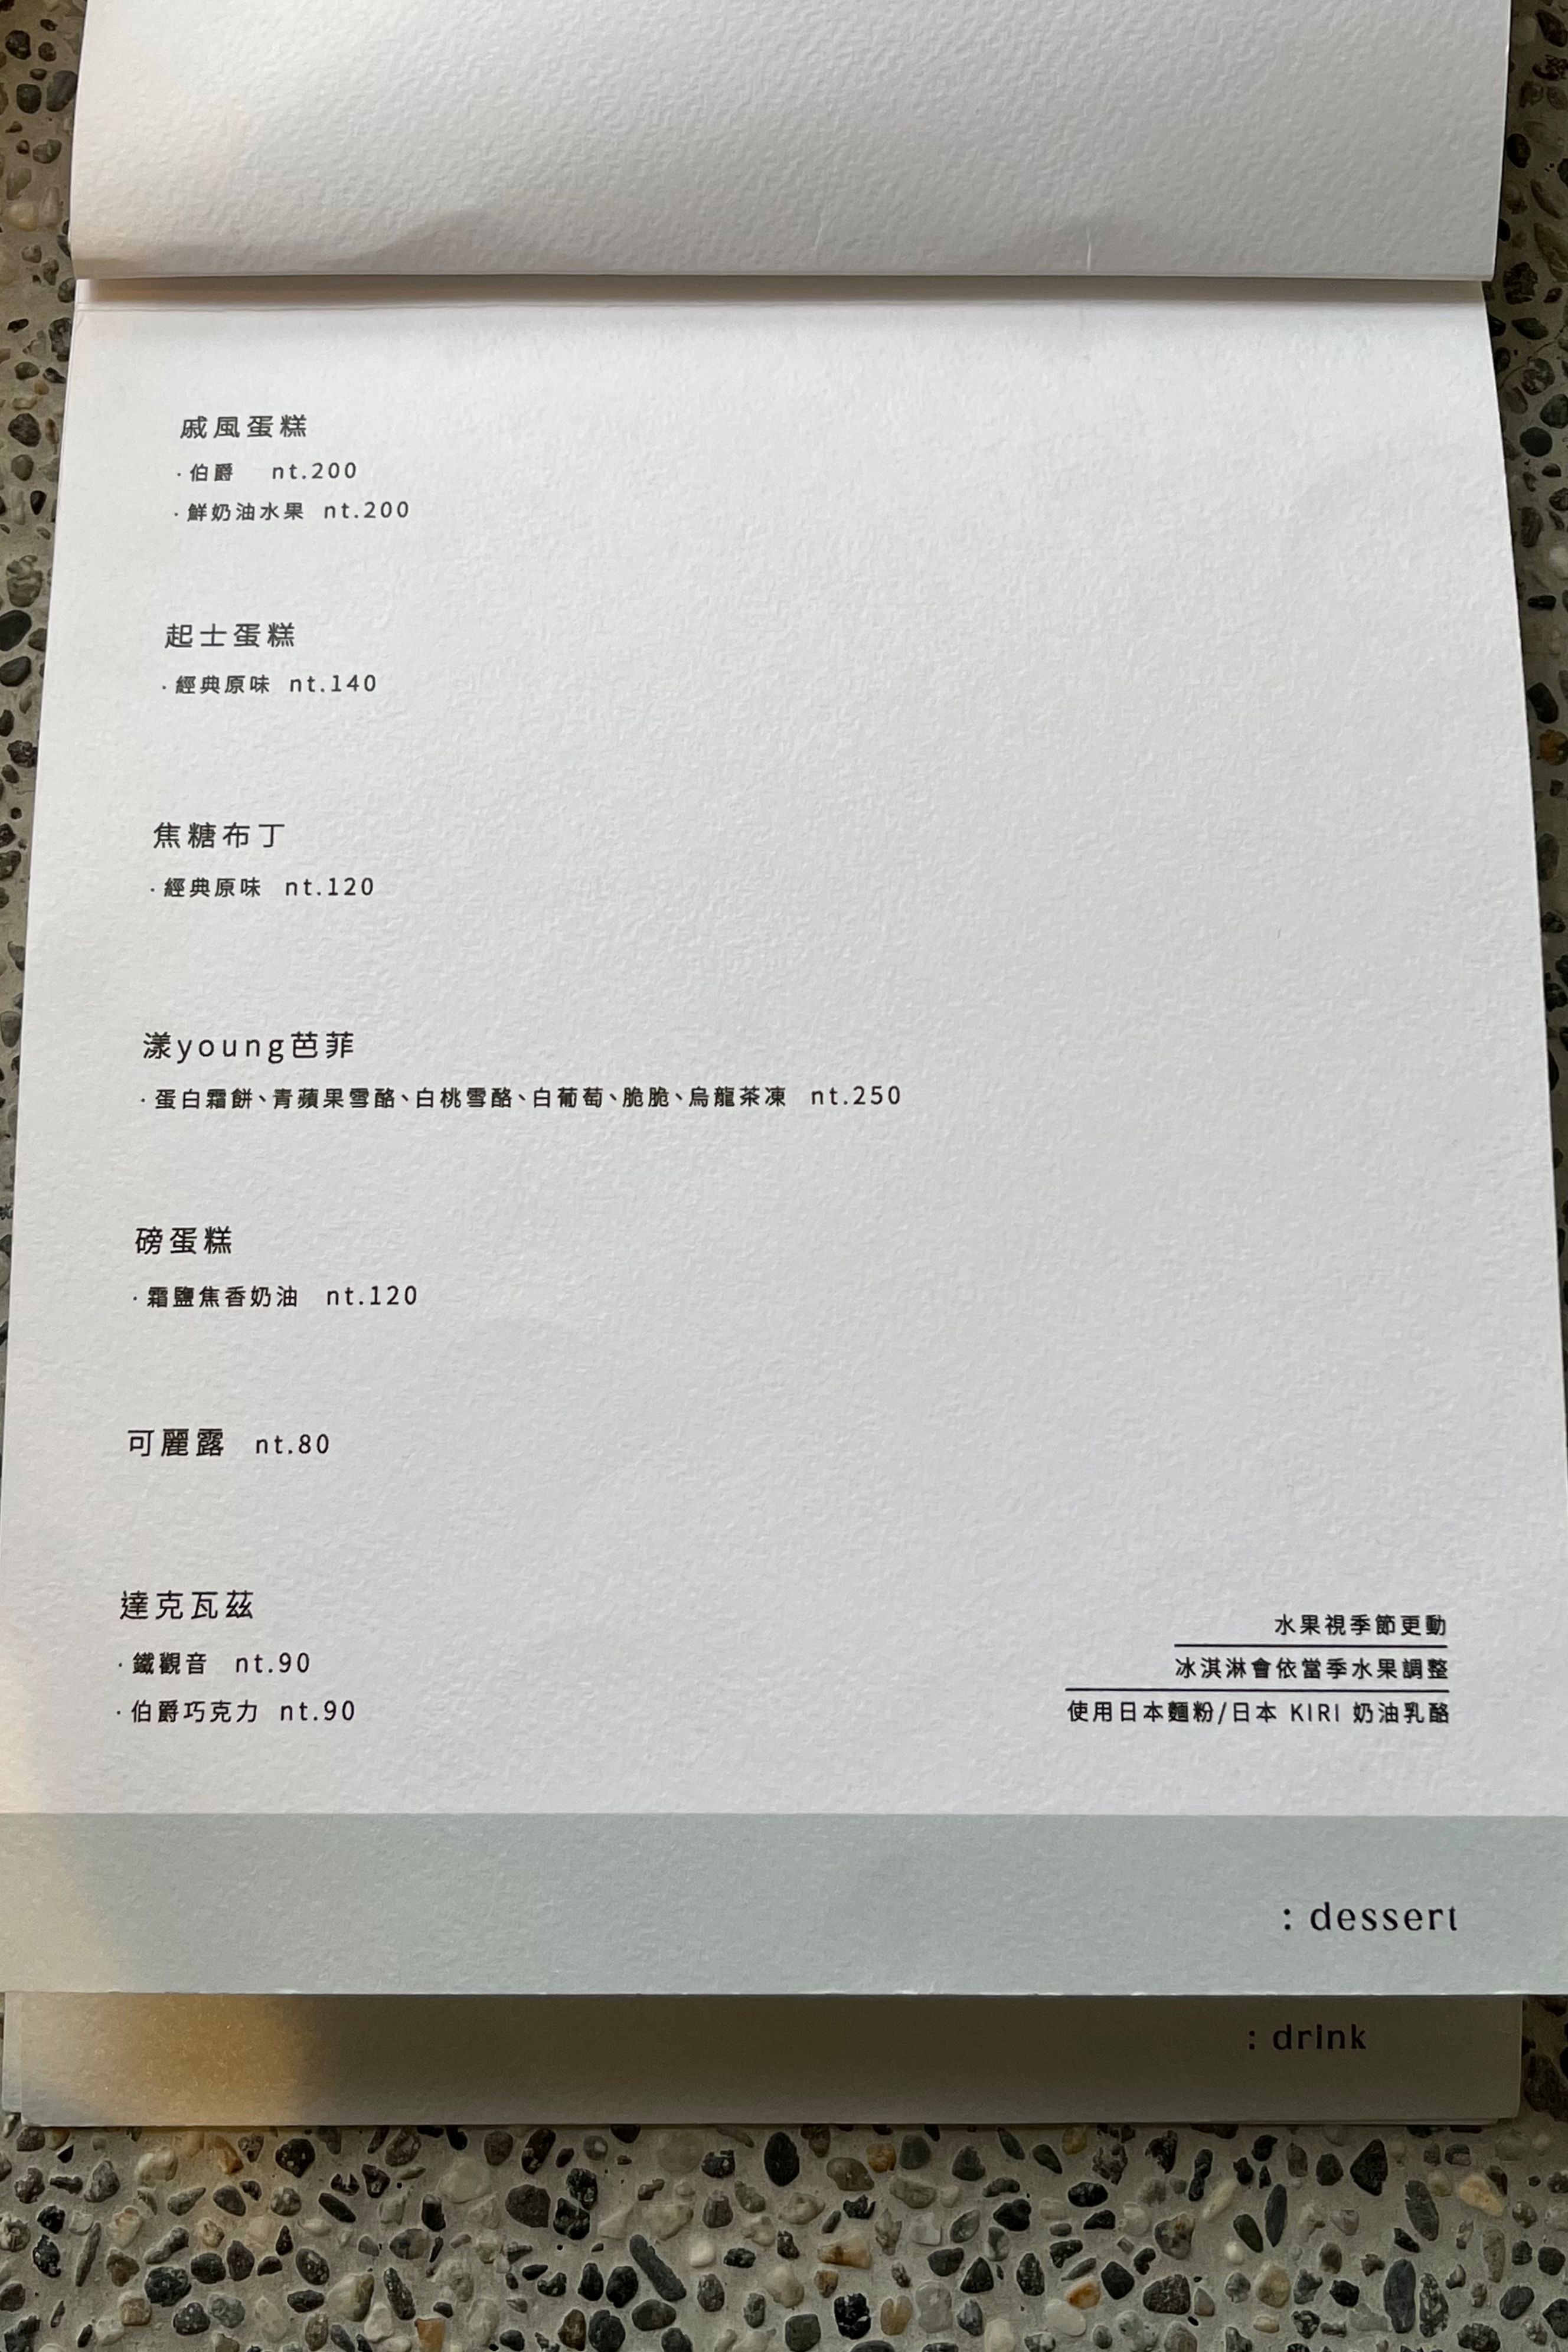 戚風蛋糕
·伯爵 nt.200
·鮮奶油水果 nt.200
起士蛋糕
·經典原味 nt.140
焦糖布丁
·經典原味 nt.120
漾young芭菲
·蛋白霜餅、青蘋果雪酪、白桃雪酪、白葡萄、脆脆、烏龍茶凍 nt.250
磅蛋糕
·霜鹽焦香奶油 nt.120
可麗露 nt.80
達克瓦茲
·鐵觀音 nt.90
·伯爵巧克力 nt.90
水果視季節更動
冰淇淋會依當季水果調整
使用日本麵粉/日本 KIRI 奶油乳酪
: dessert
: drink